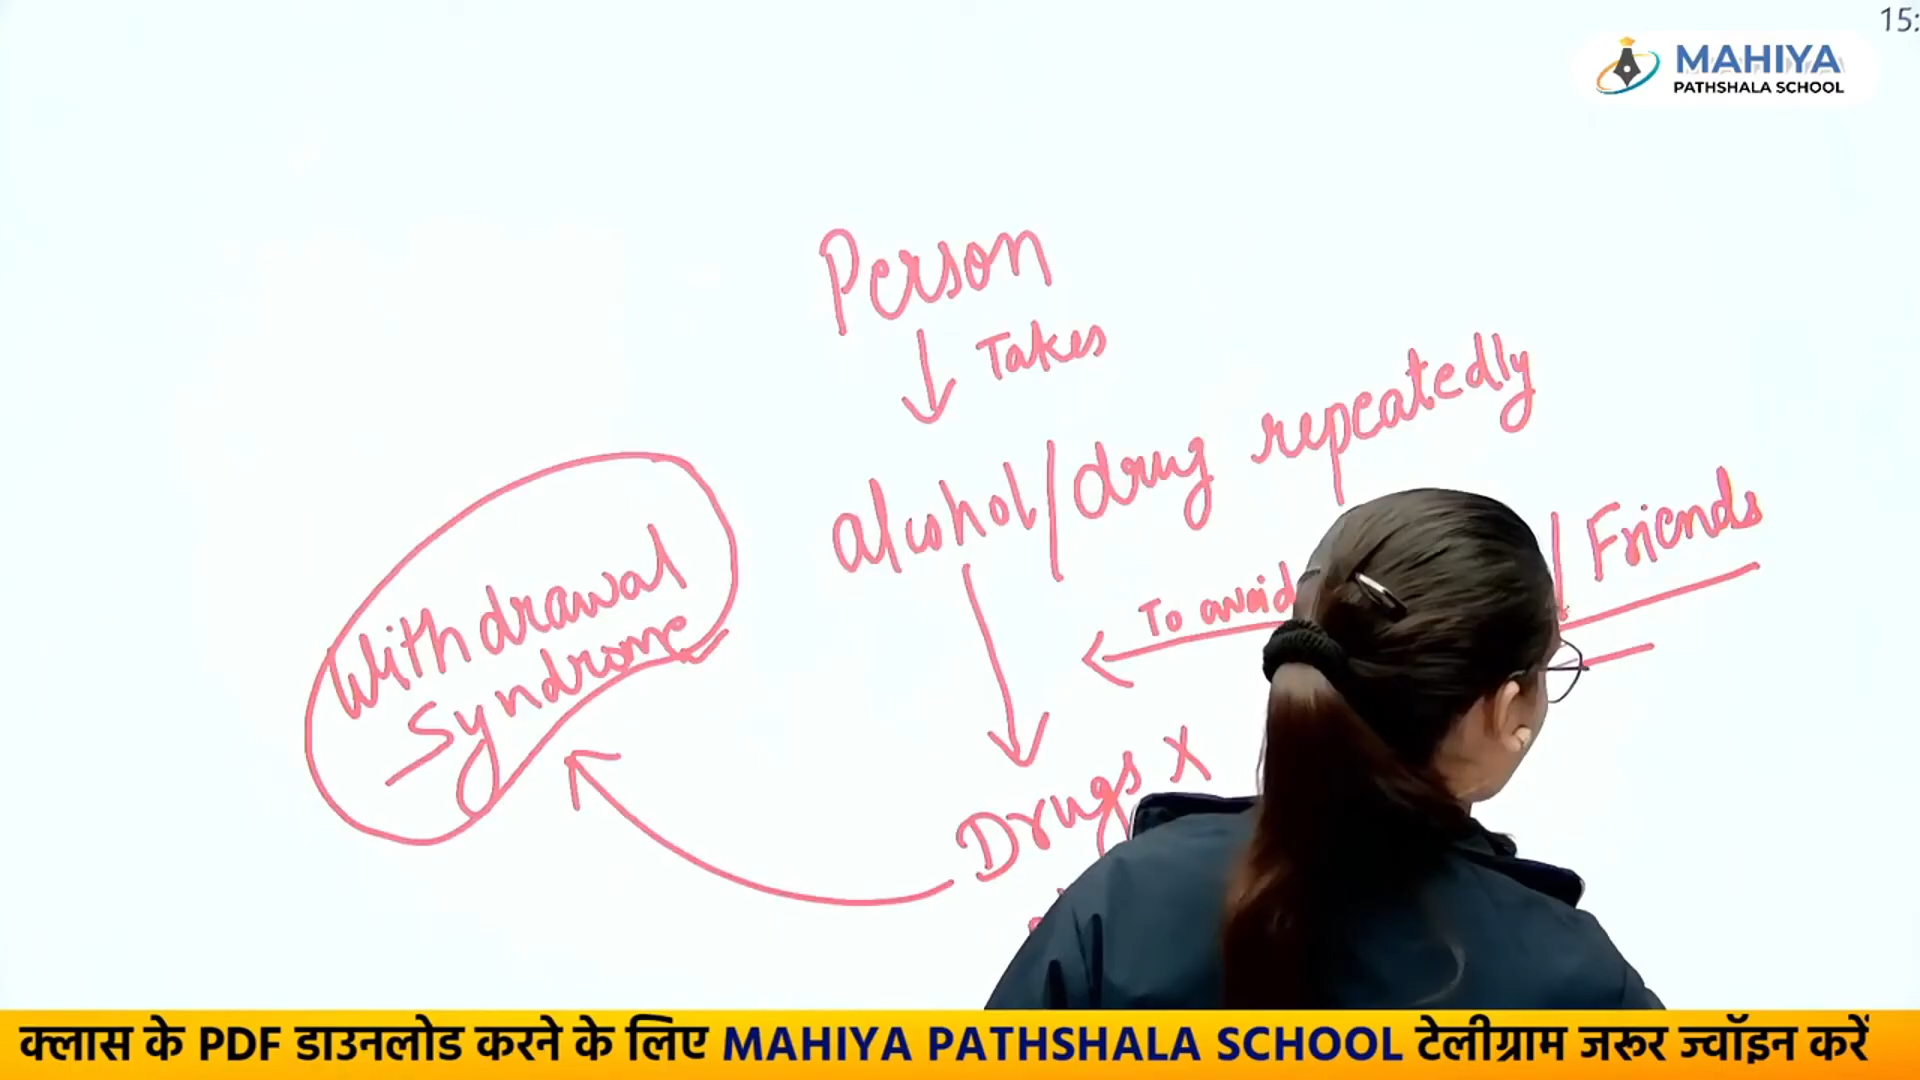 15:
MAHIYA
PATHSHALA SCHOOL
Person
Takes
alcohol/drug repeatedly
To avoid / Friends
Withdrawal
Syndrome
Drugs X
क्लास के PDF डाउनलोड करने के लिए MAHIYA PATHSHALA SCHOOL टेलीग्राम जरूर ज्वॉइन करें